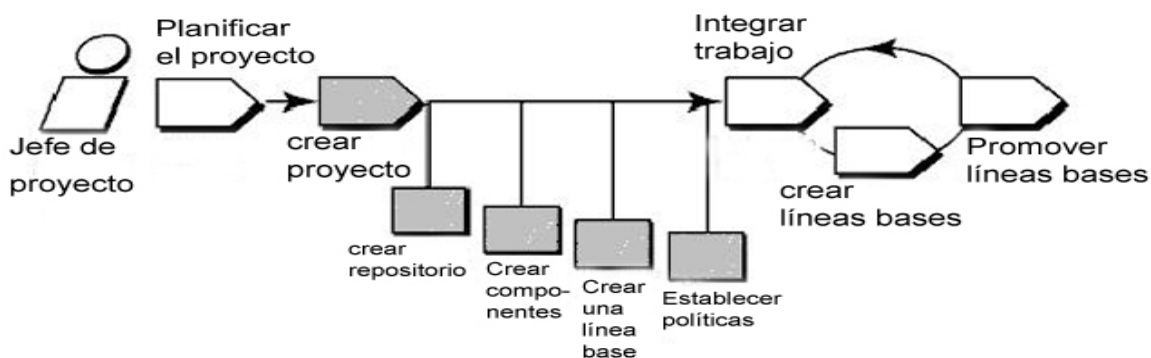 Planificar
el proyecto
Jefe de
proyecto
crear
proyecto
crear
repositorio
Crear
compo-
nentes
Crear
una
línea
base
Establecer
políticas
Integrar
trabajo
crear
líneas bases
Promover
líneas bases